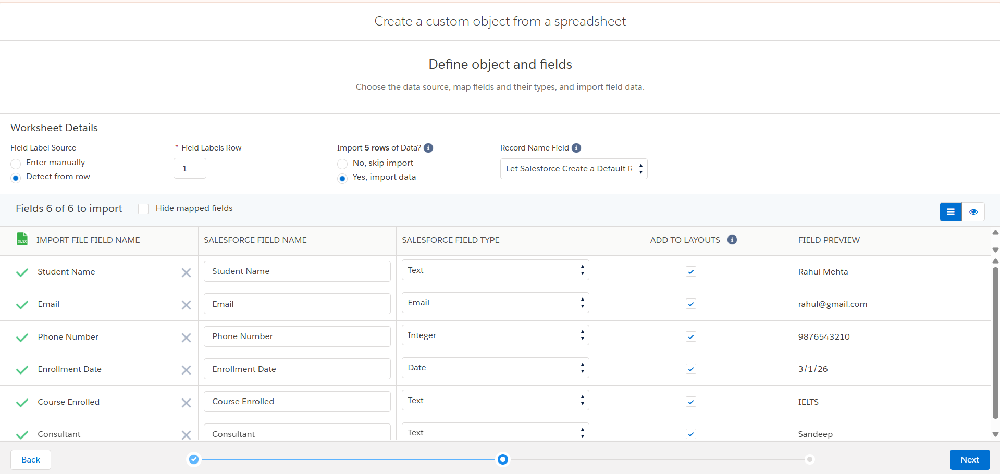 Create a custom object from a spreadsheet
Define object and fields
Choose the data source, map fields and their types, and import field data.
Worksheet Details
Field Label Source
Enter manually
Detect from row
* Field Labels Row
1
Import 5 rows of Data? i
No, skip import
Yes, import data
Record Name Field i
Let Salesforce Create a Default R
Fields 6 of 6 to import Hide mapped fields
XLSX IMPORT FILE FIELD NAME SALESFORCE FIELD NAME SALESFORCE FIELD TYPE ADD TO LAYOUTS i FIELD PREVIEW
Student Name Student Name Text Rahul Mehta
Email Email Email rahul@gmail.com
Phone Number Phone Number Integer 9876543210
Enrollment Date Enrollment Date Date 3/1/26
Course Enrolled Course Enrolled Text IELTS
Consultant Consultant Text Sandeep
Back Next